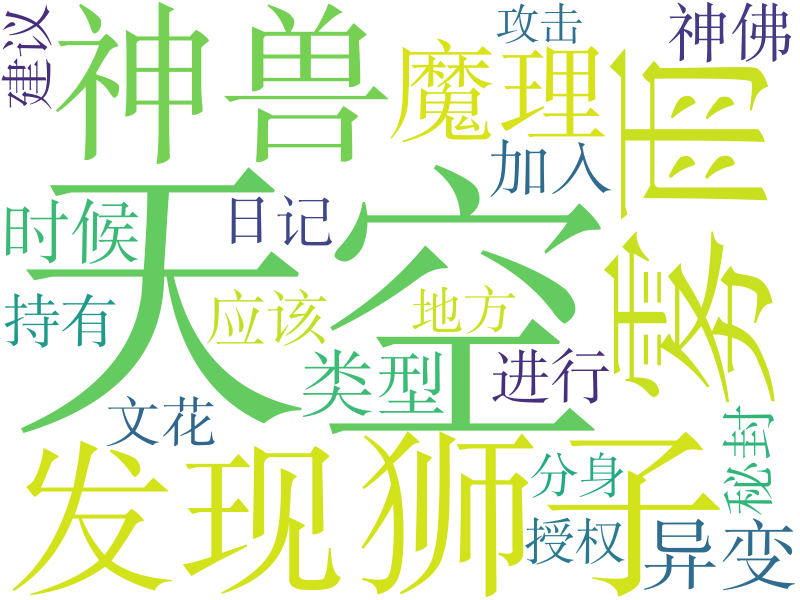 建议
神兽
攻击
神佛
魔理
雨雾
加入
天空
时候
日记
持有
应该
地方
类型
进行
文花
秘封
发现
狮子
分身
授权
异变